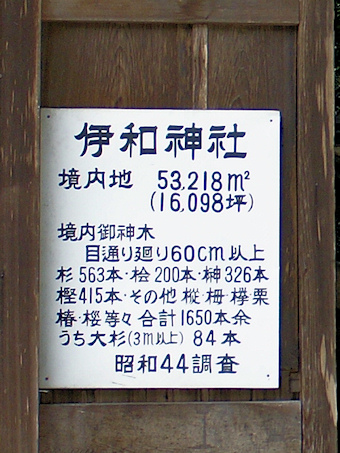 伊和神社
境内地 53,218m²
(16,098坪)
境内御神木
目通り廻り60cm以上
杉563本・桧200本・榊326本
樫415本・その他 樅 栂 欅 栗
椿・桜等々 合計1650本余
うち大杉(3m以上)84本
昭和44調査